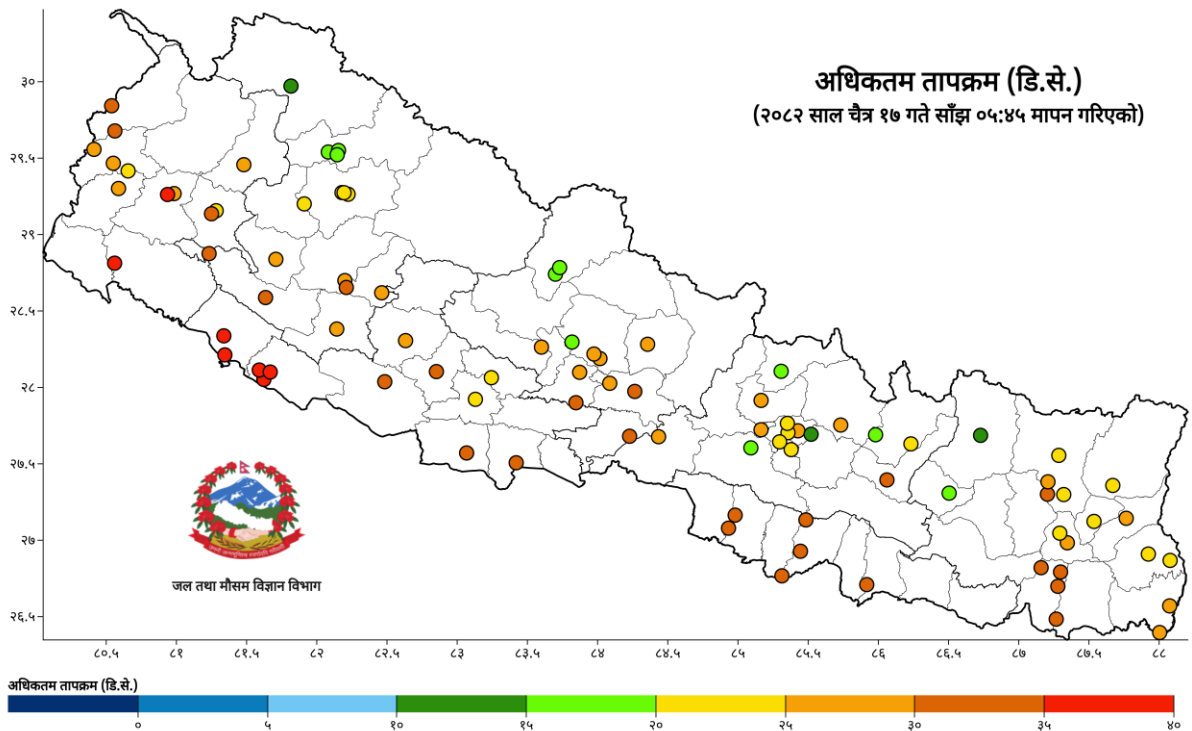 अधिकतम तापक्रम (डि.से.)
(२०८२ साल चैत्र १७ गते साँझ ०५:४५ मापन गरिएको)
३०
२९.५
२९
२८.५
२८
२७.५
२७
२६.५
जल तथा मौसम विज्ञान विभाग
८०.५ ८१ ८१.५ ८२ ८२.५ ८३ ८३.५ ८४ ८४.५ ८५ ८५.५ ८६ ८६.५ ८७ ८७.५ ८८
अधिकतम तापक्रम (डि.से.)
० ५ १० १५ २० २५ ३० ३५ ४०